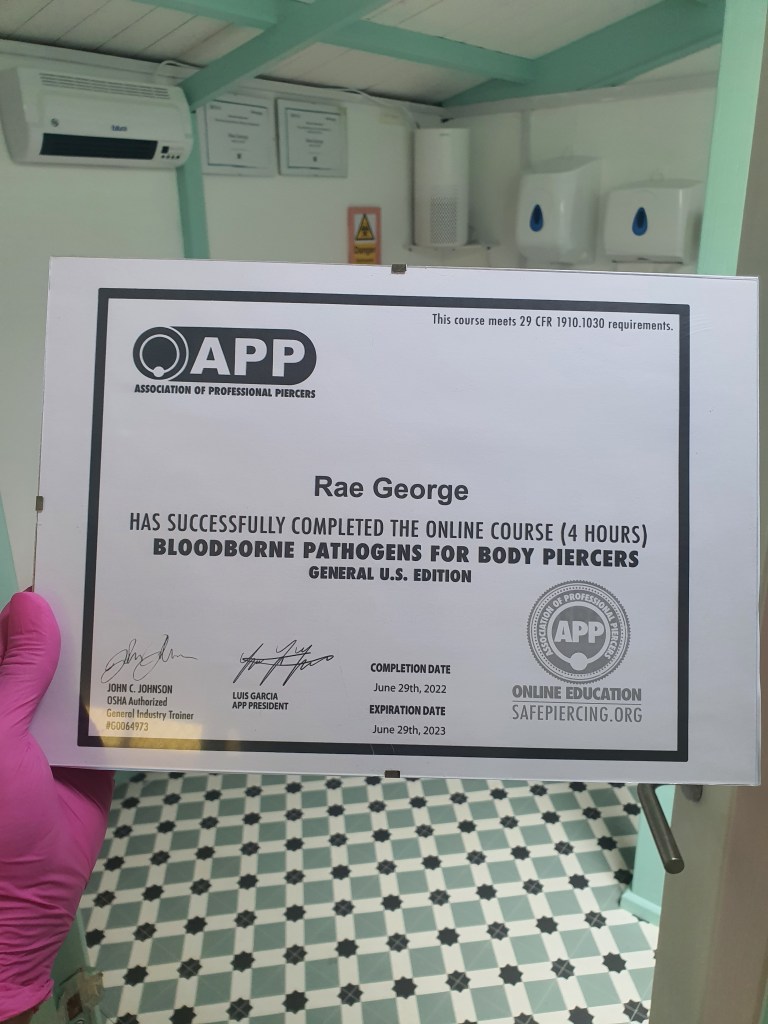 Danger
This course meets 29 CFR 1910.1030 requirements.
APP
ASSOCIATION OF PROFESSIONAL PIERCERS
Rae George
HAS SUCCESSFULLY COMPLETED THE ONLINE COURSE (4 HOURS)
BLOODBORNE PATHOGENS FOR BODY PIERCERS
GENERAL U.S. EDITION
JOHN C. JOHNSON
OSHA Authorized
General Industry Trainer
#G0064973
LUIS GARCIA
APP PRESIDENT
COMPLETION DATE
June 29th, 2022
EXPIRATION DATE
June 29th, 2023
ASSOCIATION OF PROFESSIONAL PIERCERS
APP
ONLINE EDUCATION
SAFEPIERCING.ORG